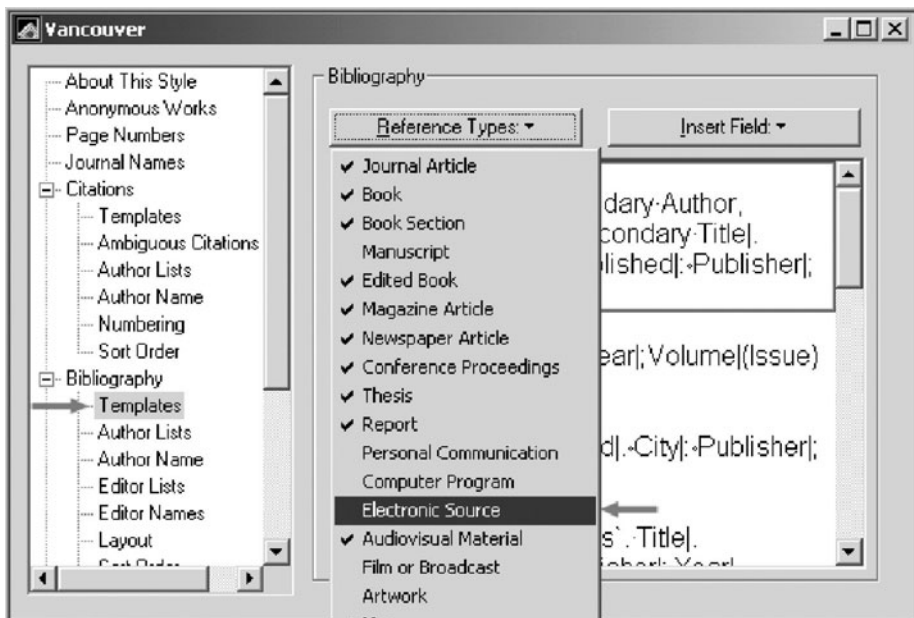 Vancouver
About This Style
Anonymous Works
Page Numbers
Journal Names
Citations
Templates
Ambiguous Citations
Author Lists
Author Name
Numbering
Sort Order
Bibliography
Templates
Author Lists
Author Name
Editor Lists
Editor Names
Layout
Sort Order
Bibliography
Reference Types:
Insert Field:
Journal Article
Book
Book Section
Manuscript
Edited Book
Magazine Article
Newspaper Article
Conference Proceedings
Thesis
Report
Personal Communication
Computer Program
Electronic Source
Audiovisual Material
Film or Broadcast
Artwork
dary·Author,
condary·Title|.
lished|:·Publisher|;
ear|;Volume|(Issue)
d|.·City|:·Publisher|;
s`.·Title|.